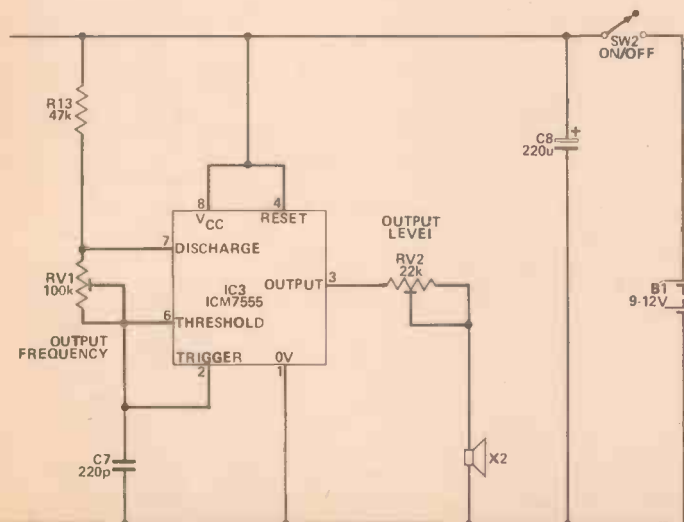 SW2
ON/OFF
R13
47k
C8
+
220u
8
4
VCC
RESET
OUTPUT
LEVEL
7
DISCHARGE
RV2
22k
RV1
100k
IC3
ICM7555
OUTPUT
3
B1
9-12V
6
THRESHOLD
OUTPUT
FREQUENCY
TRIGGER
0V
2
1
C7
220p
X2